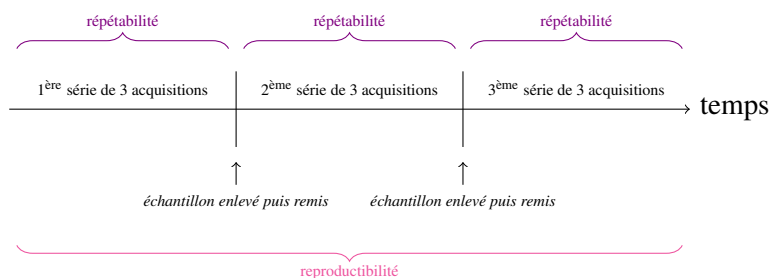 répétabilité répétabilité répétabilité
1ère série de 3 acquisitions 2ème série de 3 acquisitions 3ème série de 3 acquisitions
temps
échantillon enlevé puis remis échantillon enlevé puis remis
reproductibilité